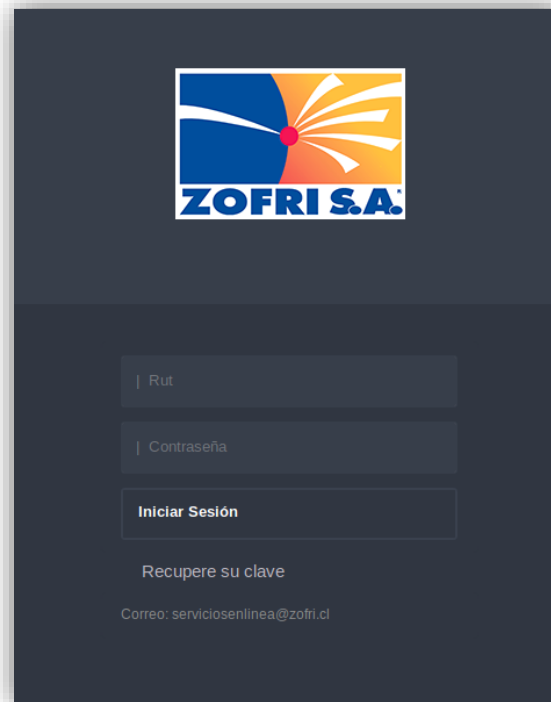 ZOFRI S.A.
| Rut
| Contraseña
Iniciar Sesión
Recupere su clave
Correo: serviciosenlinea@zofri.cl